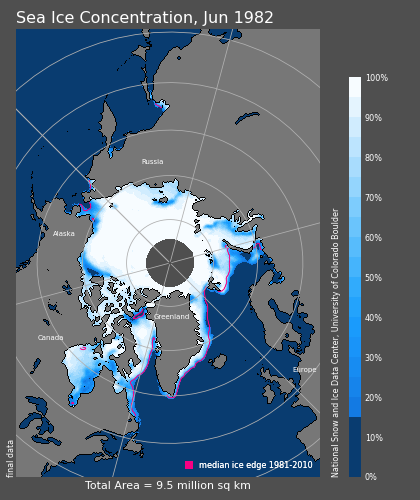 Sea Ice Concentration, Jun 1982
Russia
Alaska
Greenland
Canada
Europe
median ice edge 1981-2010
final data
Total Area = 9.5 million sq km
100%
90%
80%
70%
60%
50%
40%
30%
20%
10%
0%
National Snow and Ice Data Center, University of Colorado Boulder